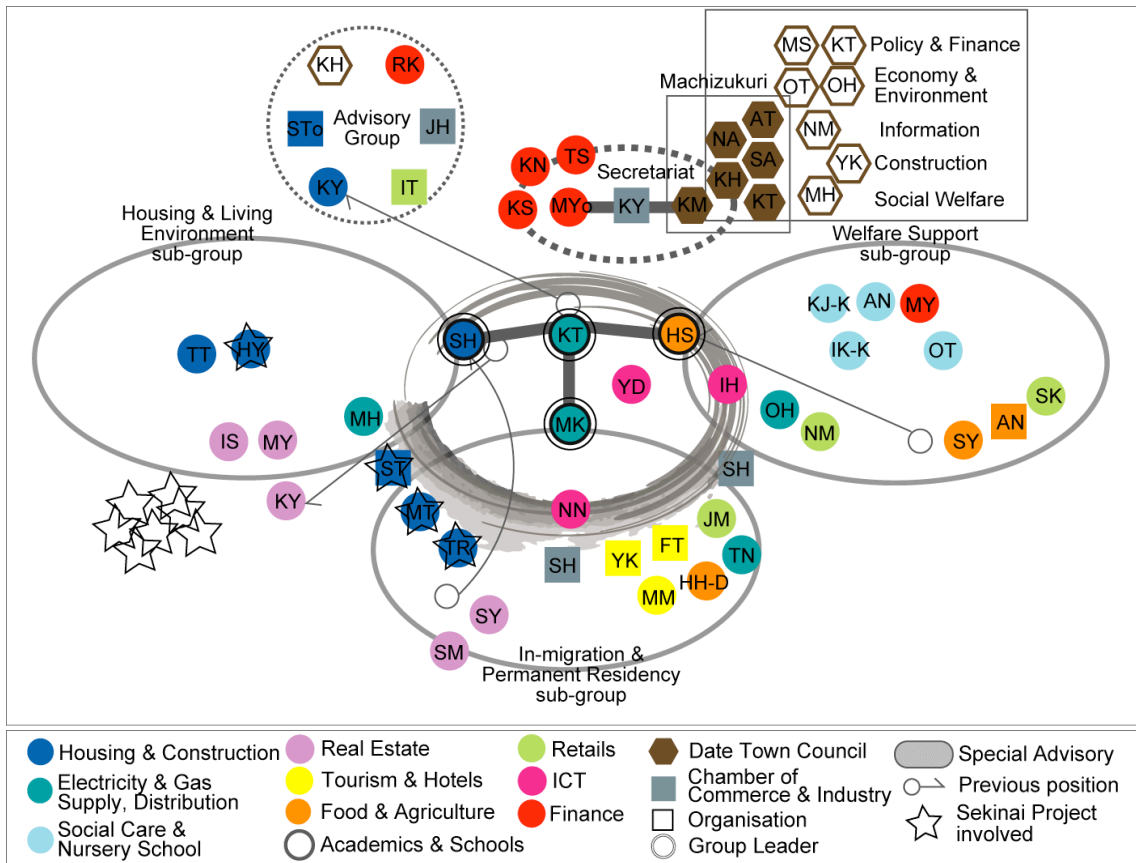 KH
RK
STo
Advisory
Group
JH
KY
IT
MS
KT
Policy & Finance
Machizukuri
OT
OH
Economy &
Environment
AT
NA
NM
Information
SA
KN
TS
Secretariat
YK
Construction
KH
KS
MYo
KY
KM
KT
MH
Social Welfare
Housing & Living
Environment
sub-group
Welfare Support
sub-group
KJ-K
AN
MY
SH
KT
HS
TT
HY
IK-K
OT
YD
IH
SK
MH
OH
MK
NM
AN
SY
IS
MY
ST
SH
KY
MT
NN
JM
TR
SH
YK
FT
TN
MM
HH-D
SY
SM
In-migration &
Permanent Residency
sub-group
Housing & Construction
Electricity & Gas
Supply, Distribution
Social Care &
Nursery School
Real Estate
Tourism & Hotels
Food & Agriculture
Academics & Schools
Retails
ICT
Finance
Date Town Council
Chamber of
Commerce & Industry
Organisation
Group Leader
Special Advisory
Previous position
Sekinai Project
involved